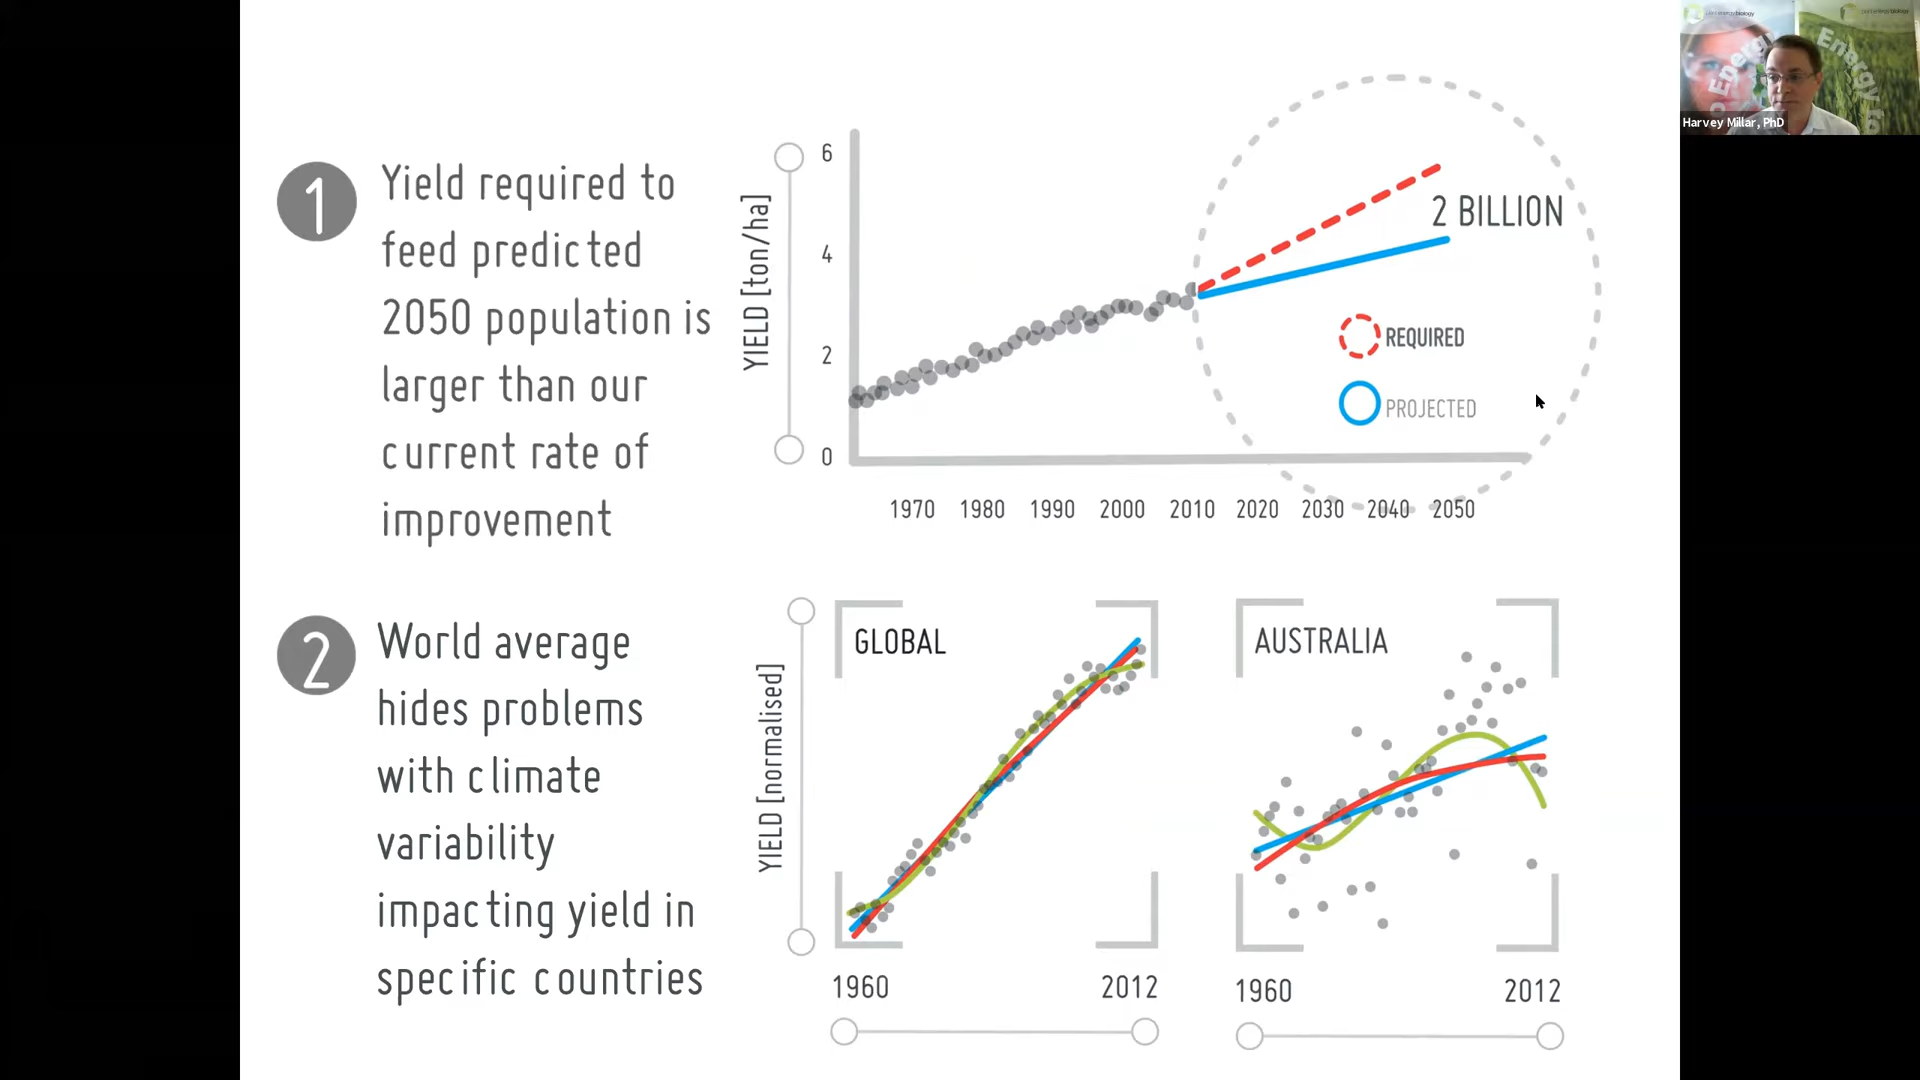 1
Yield required to
feed predicted
2050 population is
larger than our
current rate of
improvement
YIELD [ton/ha]
6
4
2
0
2 BILLION
REQUIRED
PROJECTED
1970 1980 1990 2000 2010 2020 2030 2040 2050
2
World average
hides problems
with climate
variability
impacting yield in
specific countries
YIELD [normalised]
GLOBAL
1960 2012
AUSTRALIA
1960 2012
Energy
Energy fo
Harvey Millar, PhD